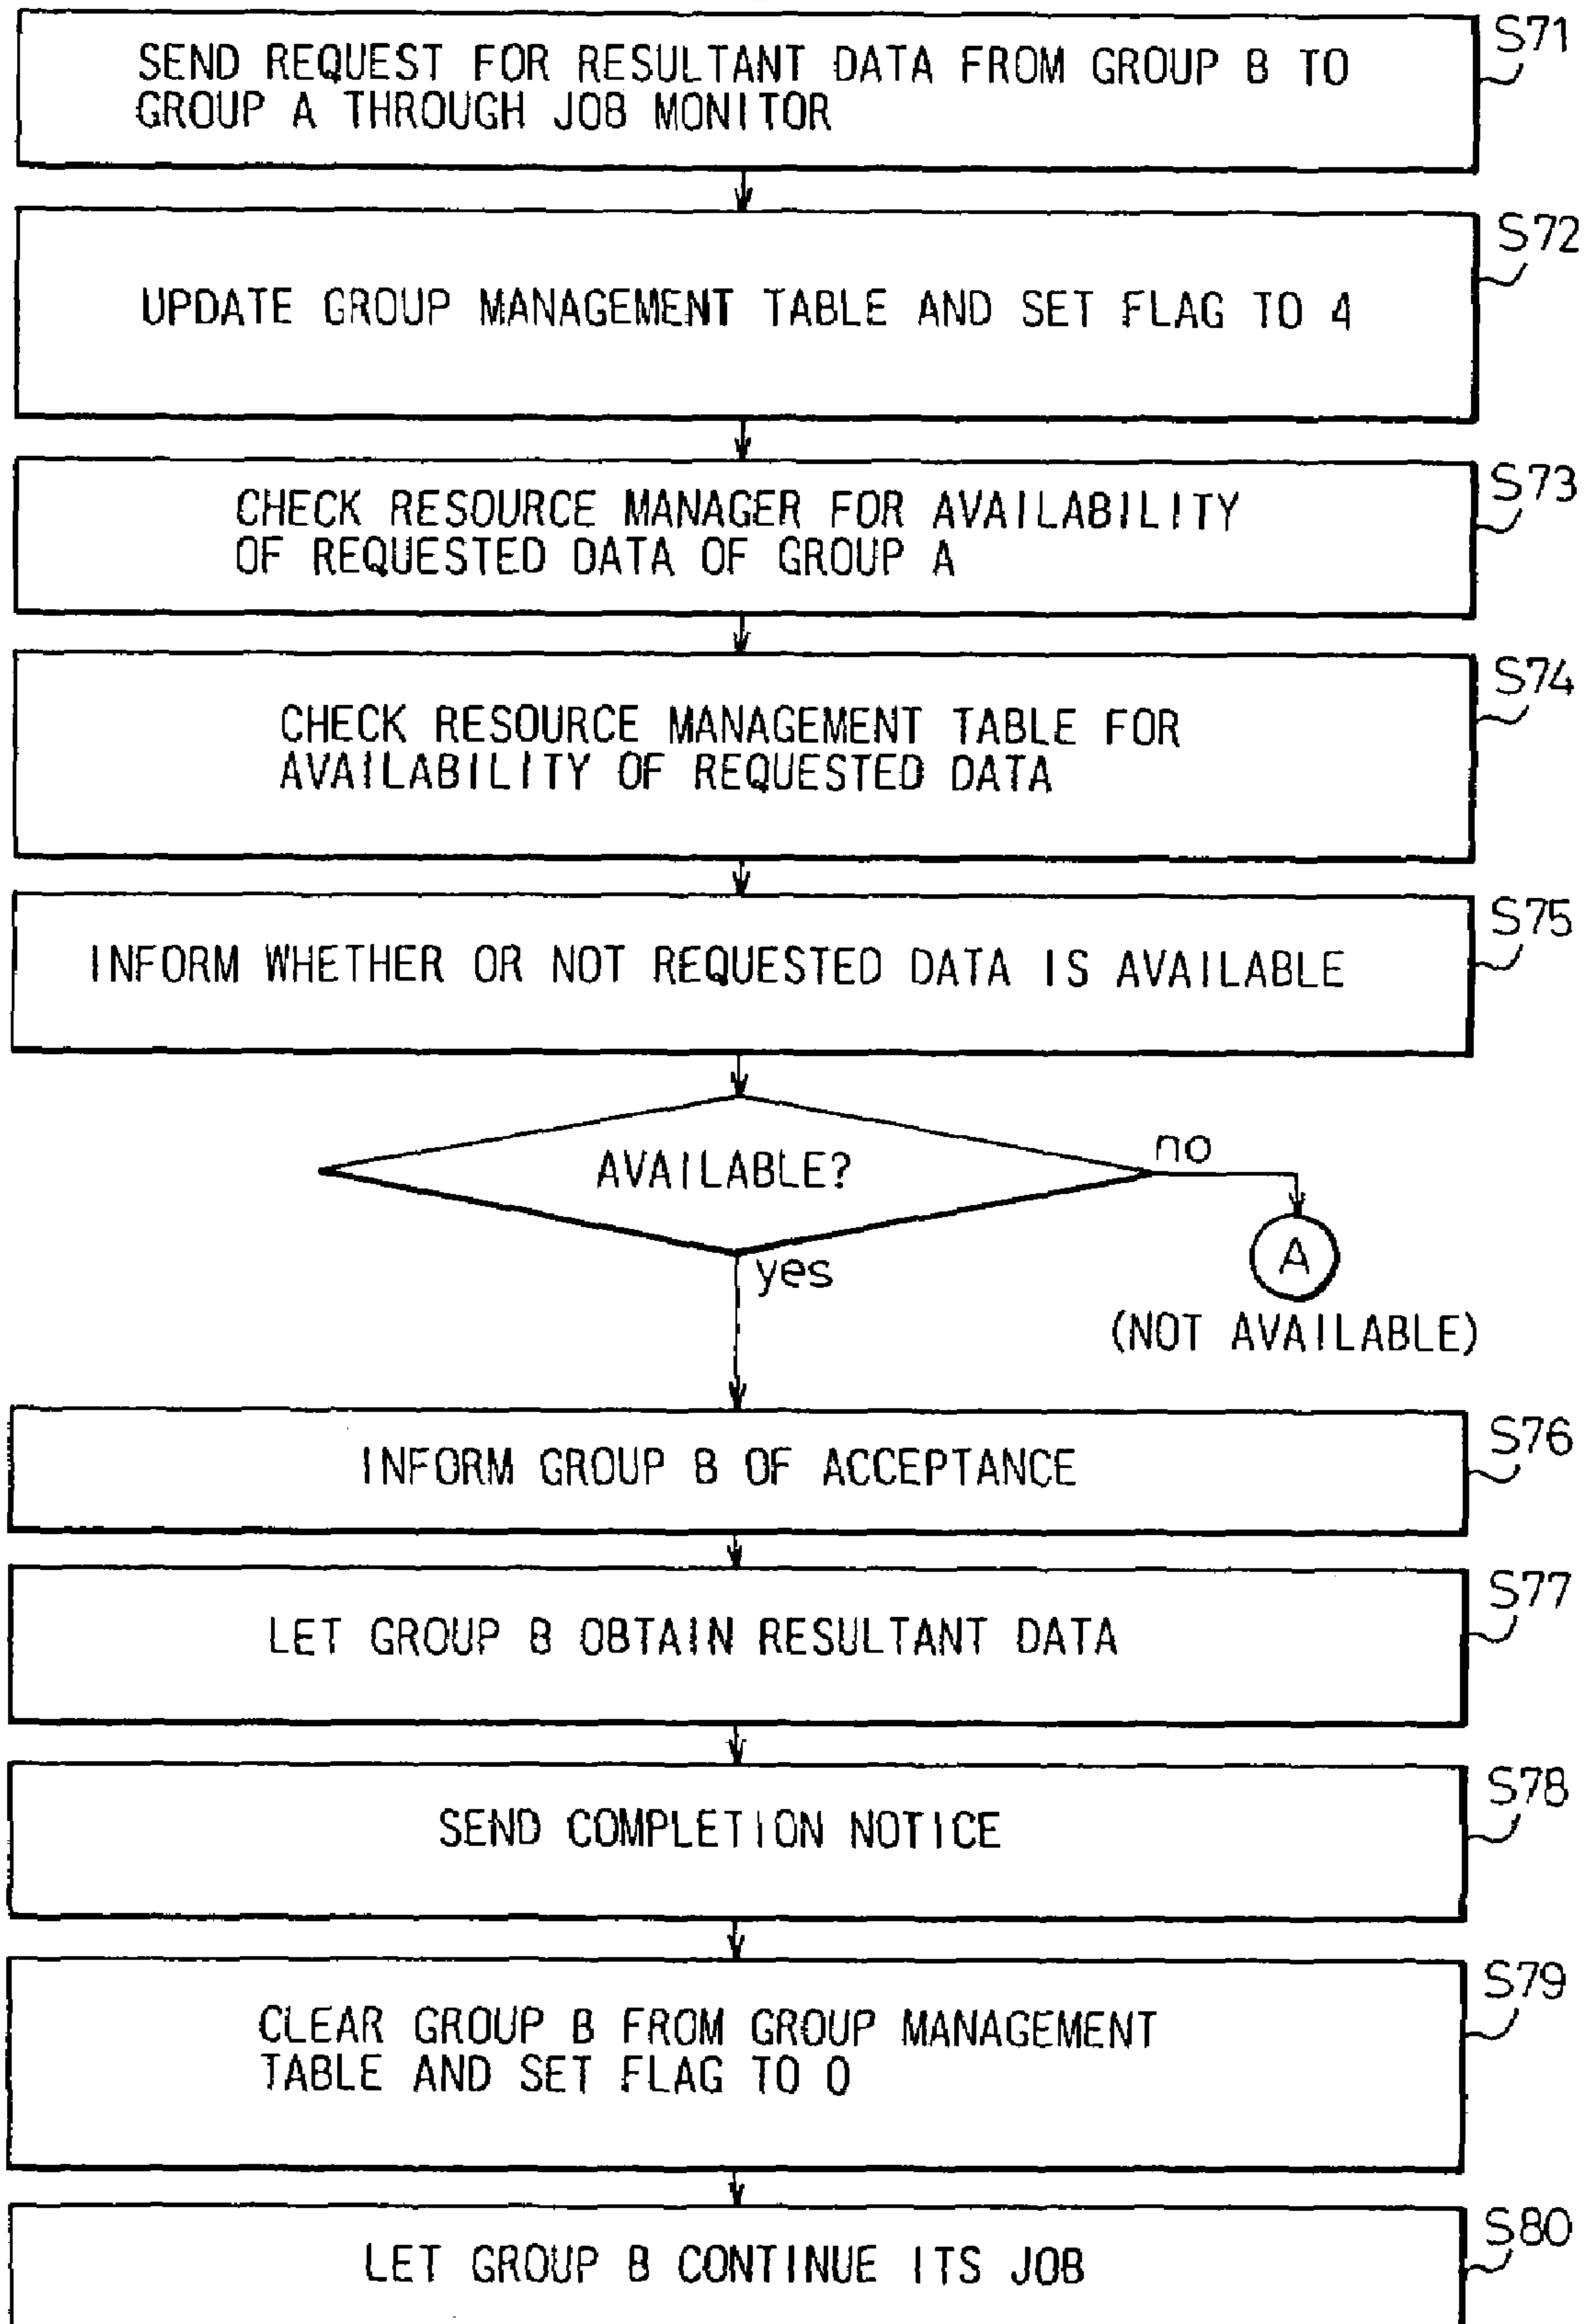 S71
SEND REQUEST FOR RESULTANT DATA FROM GROUP B TO
GROUP A THROUGH JOB MONITOR
S72
UPDATE GROUP MANAGEMENT TABLE AND SET FLAG TO 4
S73
CHECK RESOURCE MANAGER FOR AVAILABILITY
OF REQUESTED DATA OF GROUP A
S74
CHECK RESOURCE MANAGEMENT TABLE FOR
AVAILABILITY OF REQUESTED DATA
S75
INFORM WHETHER OR NOT REQUESTED DATA IS AVAILABLE
AVAILABLE?
no
A
(NOT AVAILABLE)
yes
S76
INFORM GROUP B OF ACCEPTANCE
S77
LET GROUP B OBTAIN RESULTANT DATA
S78
SEND COMPLETION NOTICE
S79
CLEAR GROUP B FROM GROUP MANAGEMENT
TABLE AND SET FLAG TO 0
S80
LET GROUP B CONTINUE ITS JOB